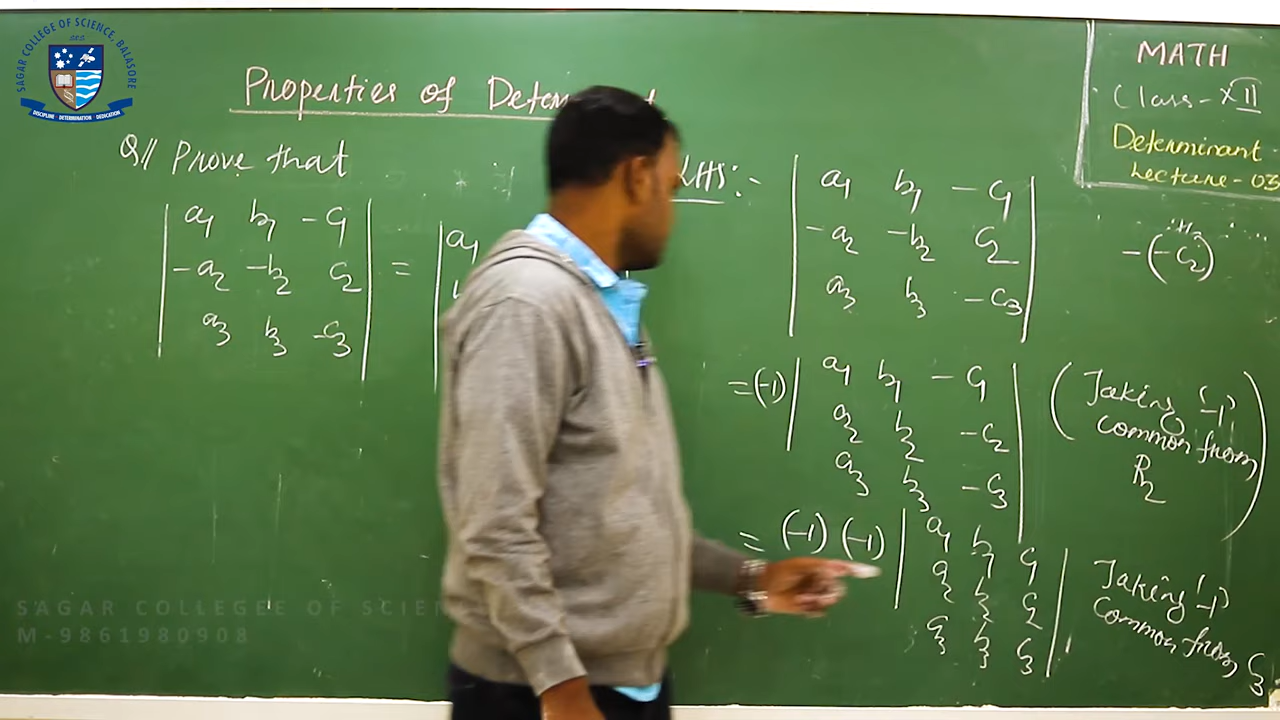 SAGAR COLLEGE OF SCIENCE, BALASORE
DISCIPLINE DETERMINATION DEDICATION
Properties of Deter
MATH
Class - XII
Determinant
Lecture - 03
Q1/ Prove that
a₁ b₁ -c₁
-a₂ -b₂ c₂
a₃ b₃ -c₃
=
a₁
LHS:-
a₁ b₁ -c₁
-a₂ -b₂ c₂
a₃ b₃ -c₃
-(-c₂)
=(-1)
a₁ b₁ -c₁
a₂ b₂ -c₂
a₃ b₃ -c₃
(Taking (-1)
common from
R₂)
= (-1) (-1)
a₁ b₁ c₁
a₂ b₂ c₂
a₃ b₃ c₃
Taking (-1)
common from C₃
SAGAR COLLEGEE OF SCIEN
M-9861980908